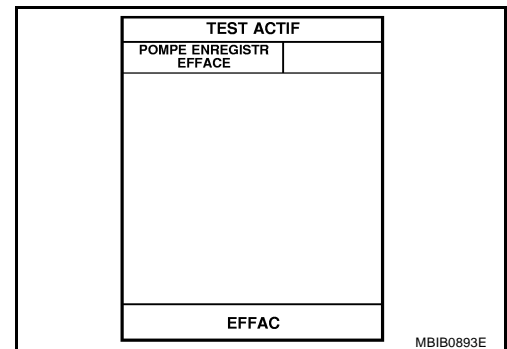 TEST ACTIF
POMPE ENREGISTR
EFFACE
EFFAC
MBIB0893E